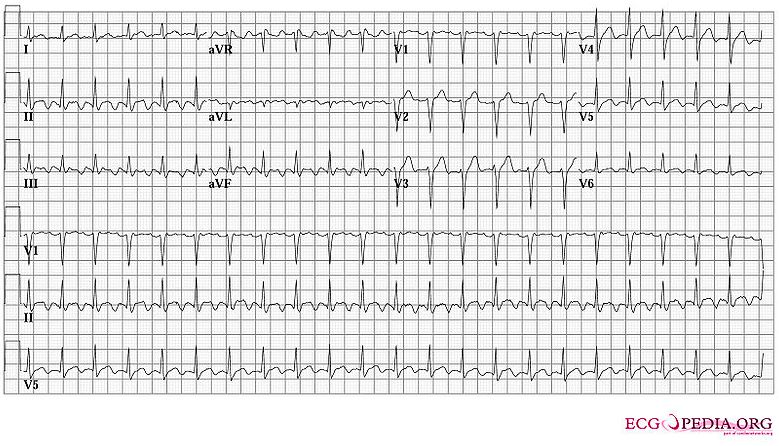 I aVR V1 V4
II aVL V2 V5
III aVF V3 V6
V1
II
V5
ECGPEDIA.ORG